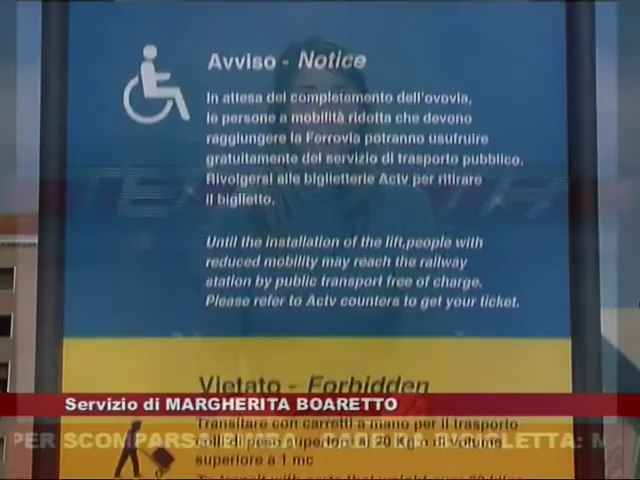 Avviso - Notice
In attesa del completamento dell'ovovia,
le persone a mobilità ridotta che devono
raggiungere la Ferrovia potranno usufruire
gratuitamente del servizio di trasporto pubblico.
Rivolgersi alle biglietterie Actv per ritirare
il biglietto.
Until the installation of the lift,people with
reduced mobility may reach the railway
station by public transport free of charge.
Please refer to Actv counters to get your ticket.
Vietato - Forbidden
Servizio di MARGHERITA BOARETTO
Transitare con carretti a mano per il trasporto
PER
superiore a 1 mc